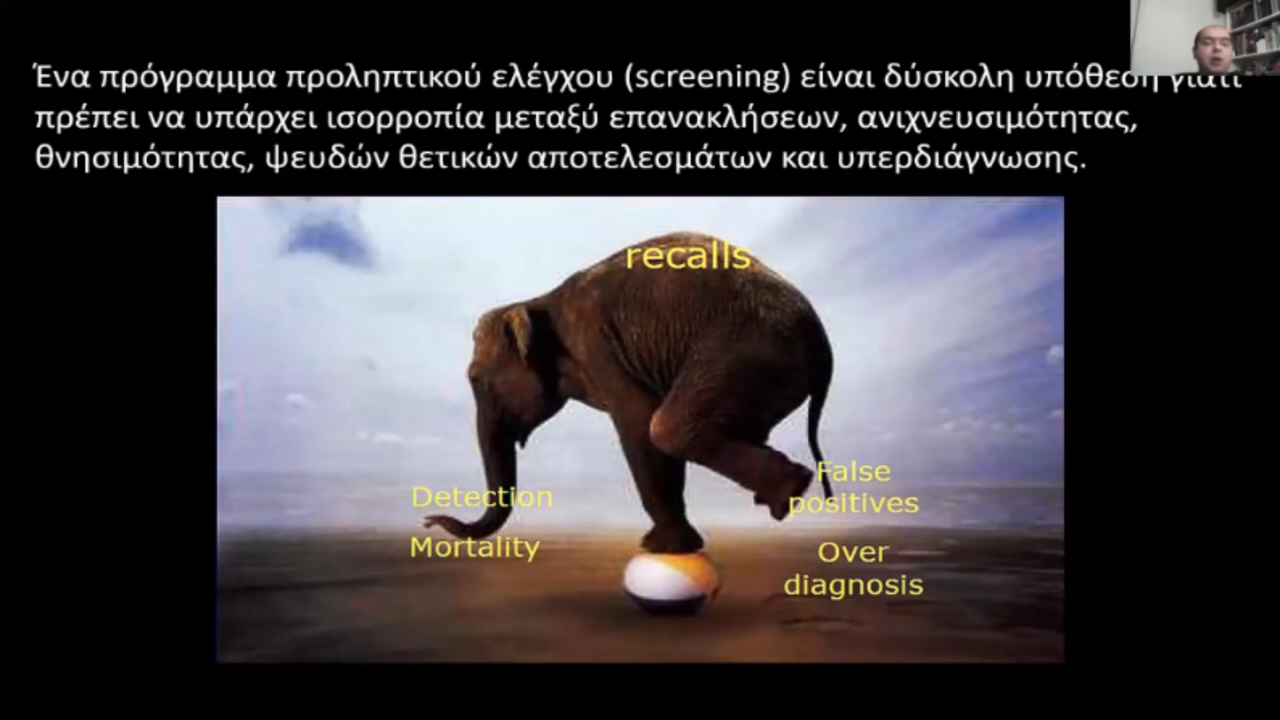 Ένα πρόγραμμα προληπτικού ελέγχου (screening) είναι δύσκολη υπόθεση γιατί
πρέπει να υπάρχει ισορροπία μεταξύ επανακλήσεων, ανιχνευσιμότητας,
θνησιμότητας, ψευδών θετικών αποτελεσμάτων και υπερδιάγνωσης.
recalls
Detection
Mortality
False
positives
Over
diagnosis